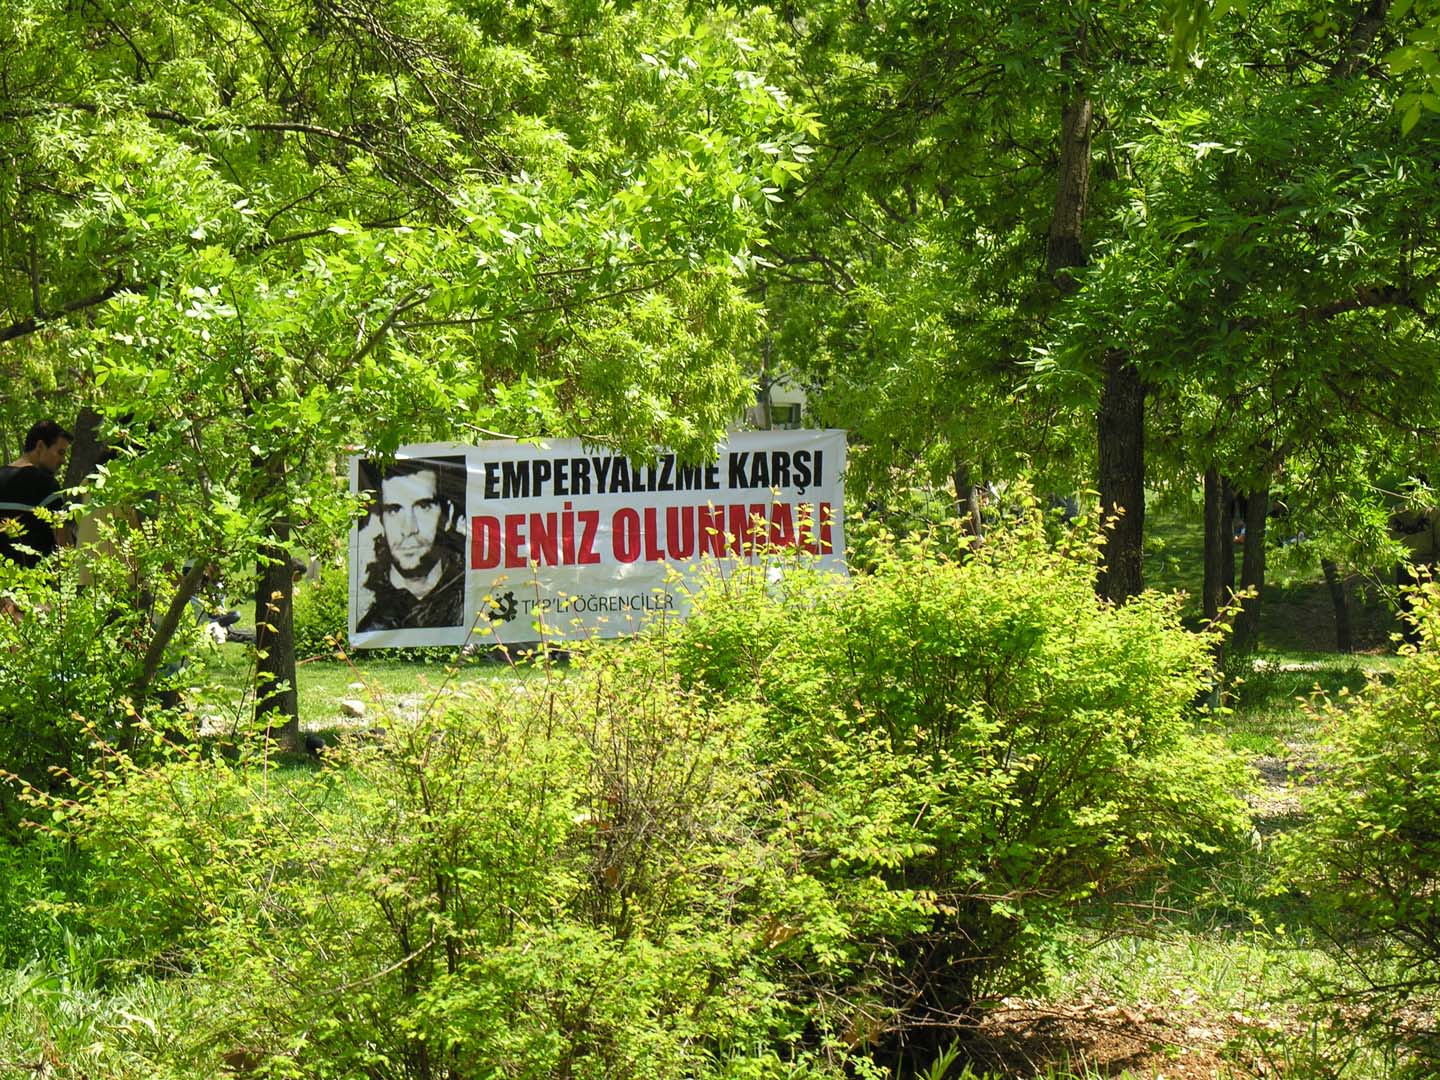 EMPERYALİZME KARŞI
DENİZ OLUNMALI
TKP'Lİ ÖĞRENCİLER